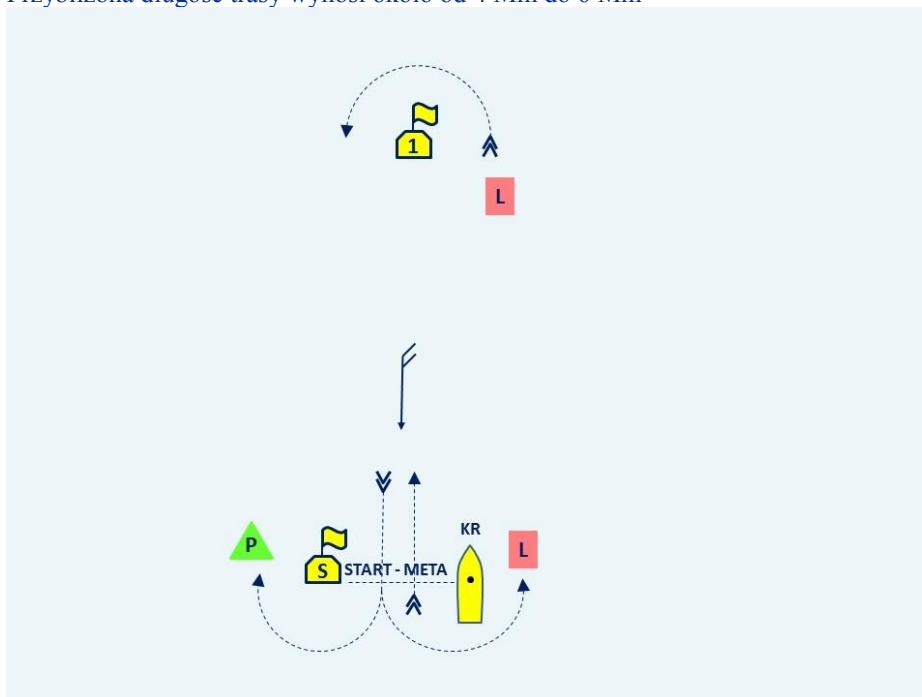 Przybliżona długość trasy wynosi około od 4 Mm do 6 Mm
1
L
KR
P
S START - META
L